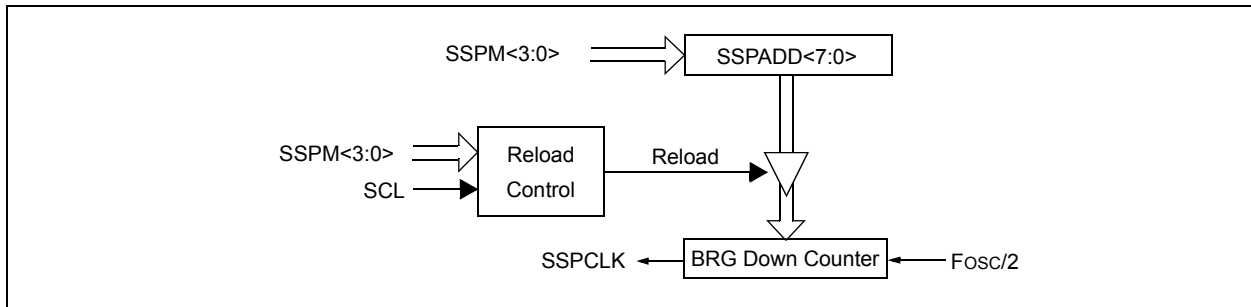 SSPM<3:0>
SSPADD<7:0>
SSPM<3:0>
SCL
Reload
Control
Reload
SSPCLK
BRG Down Counter
FOSC/2